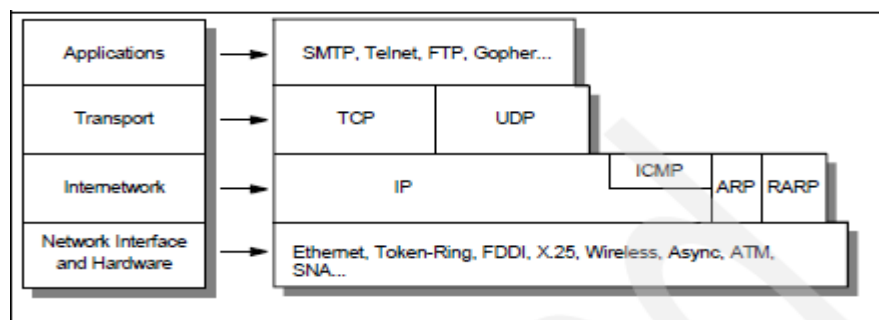 Applications
SMTP, Telnet, FTP, Gopher...
Transport
TCP
UDP
Internetwork
IP
ICMP
ARP
RARP
Network Interface
and Hardware
Ethernet, Token-Ring, FDDI, X.25, Wireless, Async, ATM,
SNA...